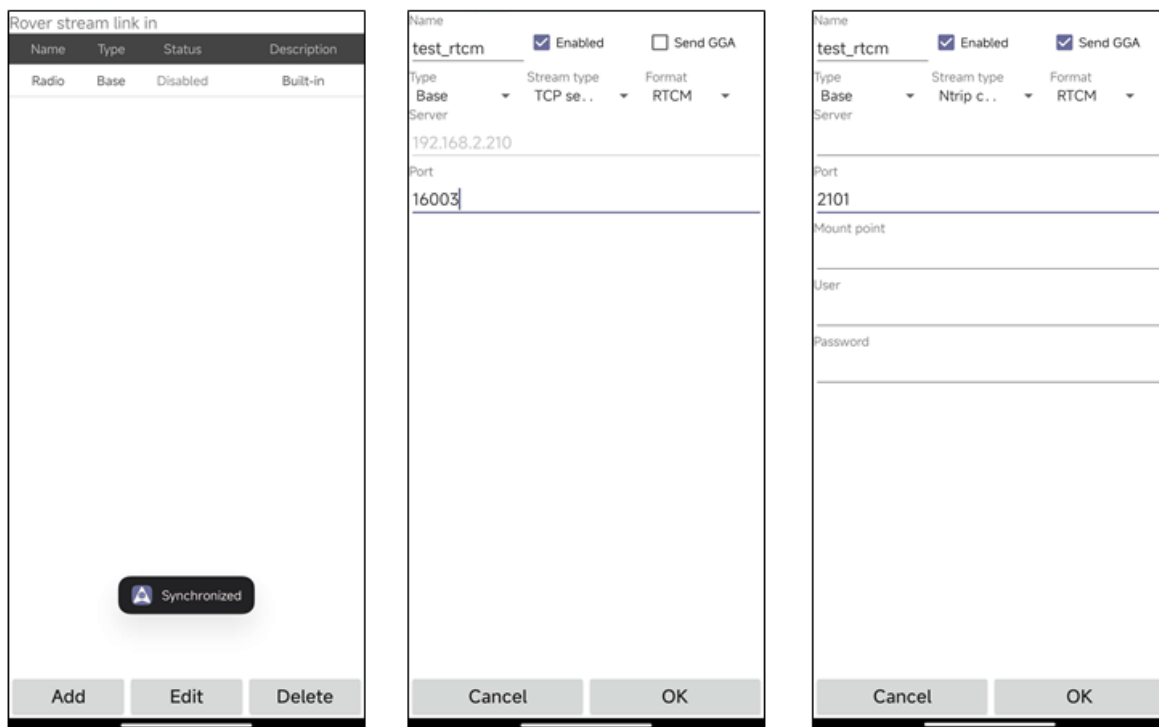 Rover stream link in
Name Type Status Description
Radio Base Disabled Built-in
Synchronized
Add Edit Delete
Name
test_rtcm Enabled Send GGA
Type Stream type Format
Base TCP se.. RTCM
Server
192.168.2.210
Port
16003
Cancel OK
Name
test_rtcm Enabled Send GGA
Type Stream type Format
Base Ntrip c.. RTCM
Server
Port
2101
Mount point
User
Password
Cancel OK